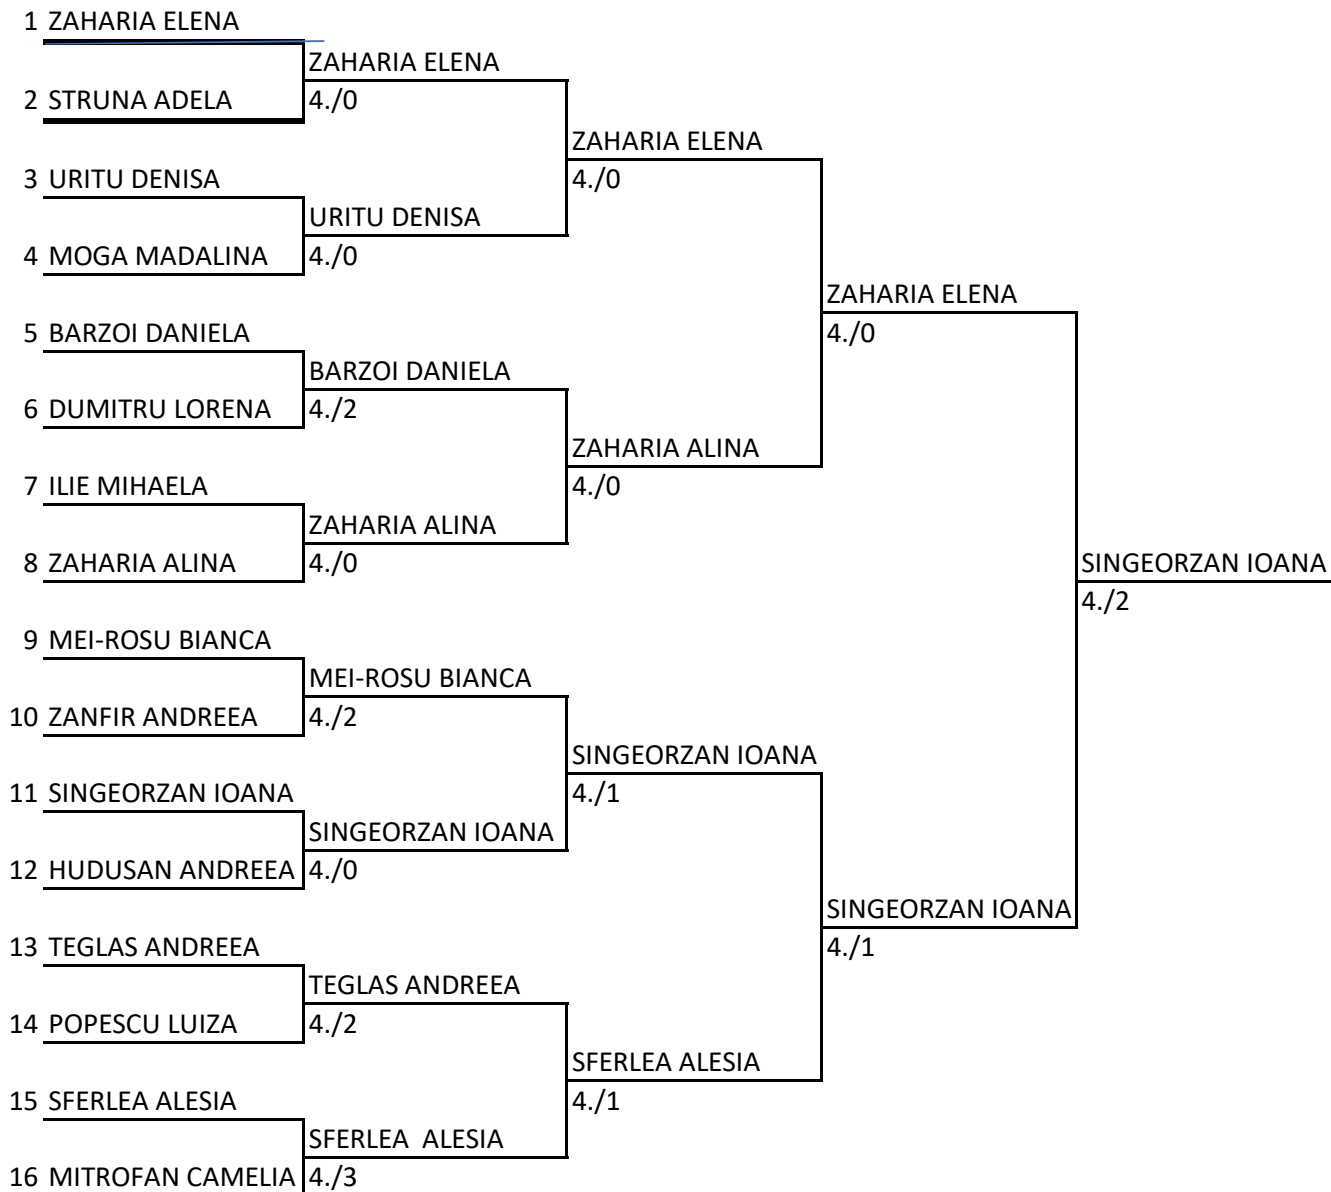 1 ZAHARIA ELENA
ZAHARIA ELENA
2 STRUNA ADELA 4./0
ZAHARIA ELENA
3 URITU DENISA 4./0
URITU DENISA
4 MOGA MADALINA 4./0
ZAHARIA ELENA
5 BARZOI DANIELA 4./0
BARZOI DANIELA
6 DUMITRU LORENA 4./2
ZAHARIA ALINA
7 ILIE MIHAELA 4./0
ZAHARIA ALINA
8 ZAHARIA ALINA 4./0 SINGEORZAN IOANA
4./2
9 MEI-ROSU BIANCA
MEI-ROSU BIANCA
10 ZANFIR ANDREEA 4./2
SINGEORZAN IOANA
11 SINGEORZAN IOANA 4./1
SINGEORZAN IOANA
12 HUDUSAN ANDREEA 4./0
SINGEORZAN IOANA
13 TEGLAS ANDREEA 4./1
TEGLAS ANDREEA
14 POPESCU LUIZA 4./2
SFERLEA ALESIA
15 SFERLEA ALESIA 4./1
SFERLEA  ALESIA
16 MITROFAN CAMELIA 4./3